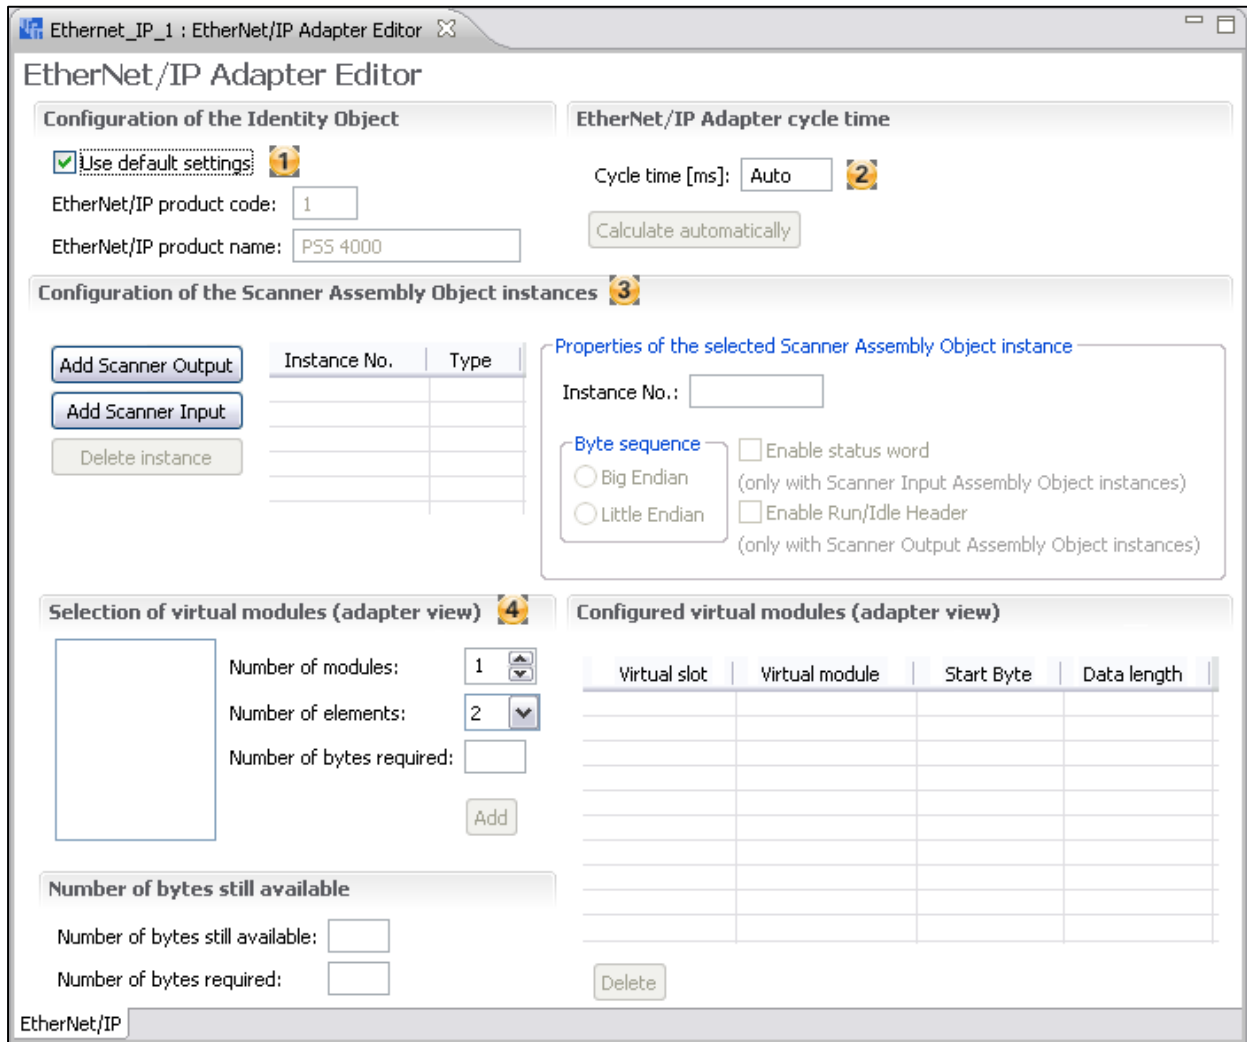 Ethernet_IP_1 : EtherNet/IP Adapter Editor
EtherNet/IP Adapter Editor
Configuration of the Identity Object
Use default settings 1
EtherNet/IP product code: 1
EtherNet/IP product name: PSS 4000
EtherNet/IP Adapter cycle time
Cycle time [ms]: Auto 2
Calculate automatically
Configuration of the Scanner Assembly Object instances 3
Add Scanner Output
Add Scanner Input
Delete instance
Instance No. Type
Properties of the selected Scanner Assembly Object instance
Instance No.:
Byte sequence
Big Endian
Little Endian
Enable status word
(only with Scanner Input Assembly Object instances)
Enable Run/Idle Header
(only with Scanner Output Assembly Object instances)
Selection of virtual modules (adapter view) 4
Number of modules: 1
Number of elements: 2
Number of bytes required:
Add
Configured virtual modules (adapter view)
Virtual slot Virtual module Start Byte Data length
Number of bytes still available
Number of bytes still available:
Number of bytes required:
Delete
EtherNet/IP